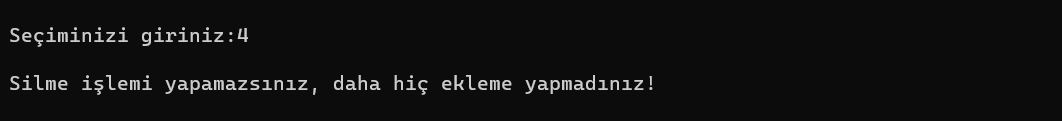 Seçiminizi giriniz:4
Silme işlemi yapamazsınız, daha hiç ekleme yapmadınız!